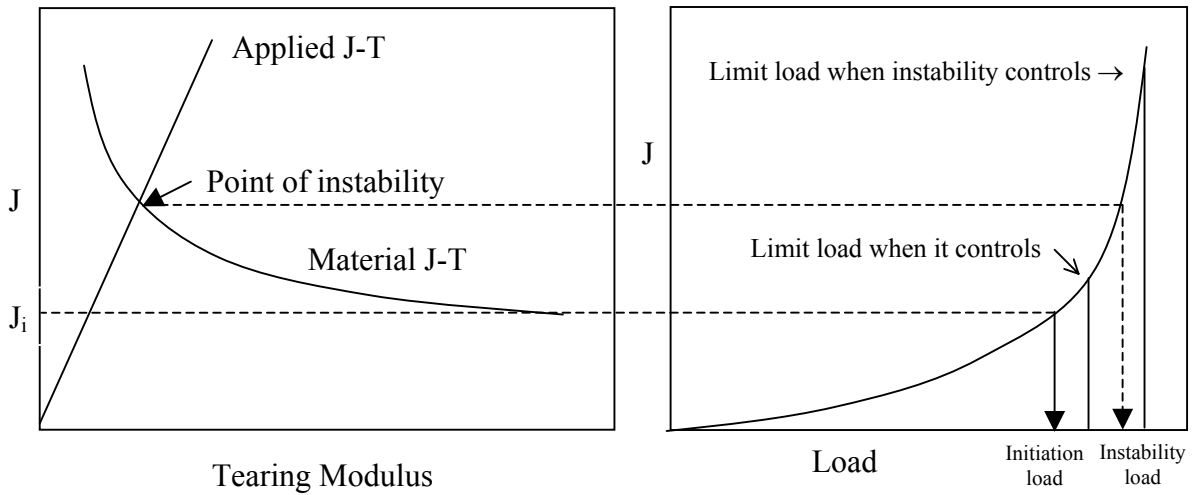 Applied J-T
Point of instability
J
Material J-T
Jᵢ
Tearing Modulus
Limit load when instability controls →
J
Limit load when it controls
Load
Initiation
load
Instability
load